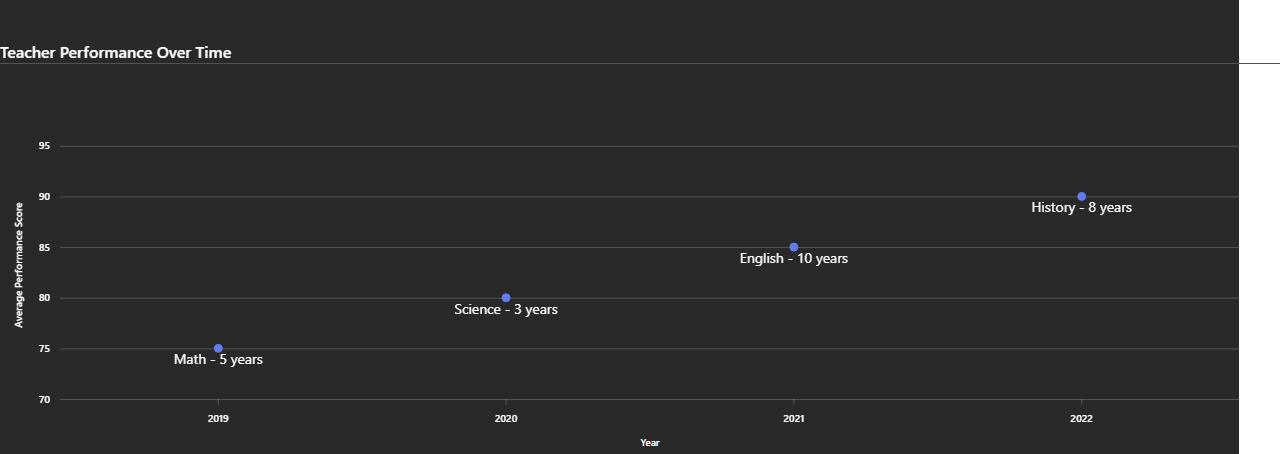 Teacher Performance Over Time
95
90
85
80
75
70
Average Performance Score
History - 8 years
English - 10 years
Science - 3 years
Math - 5 years
2019 2020 2021 2022
Year